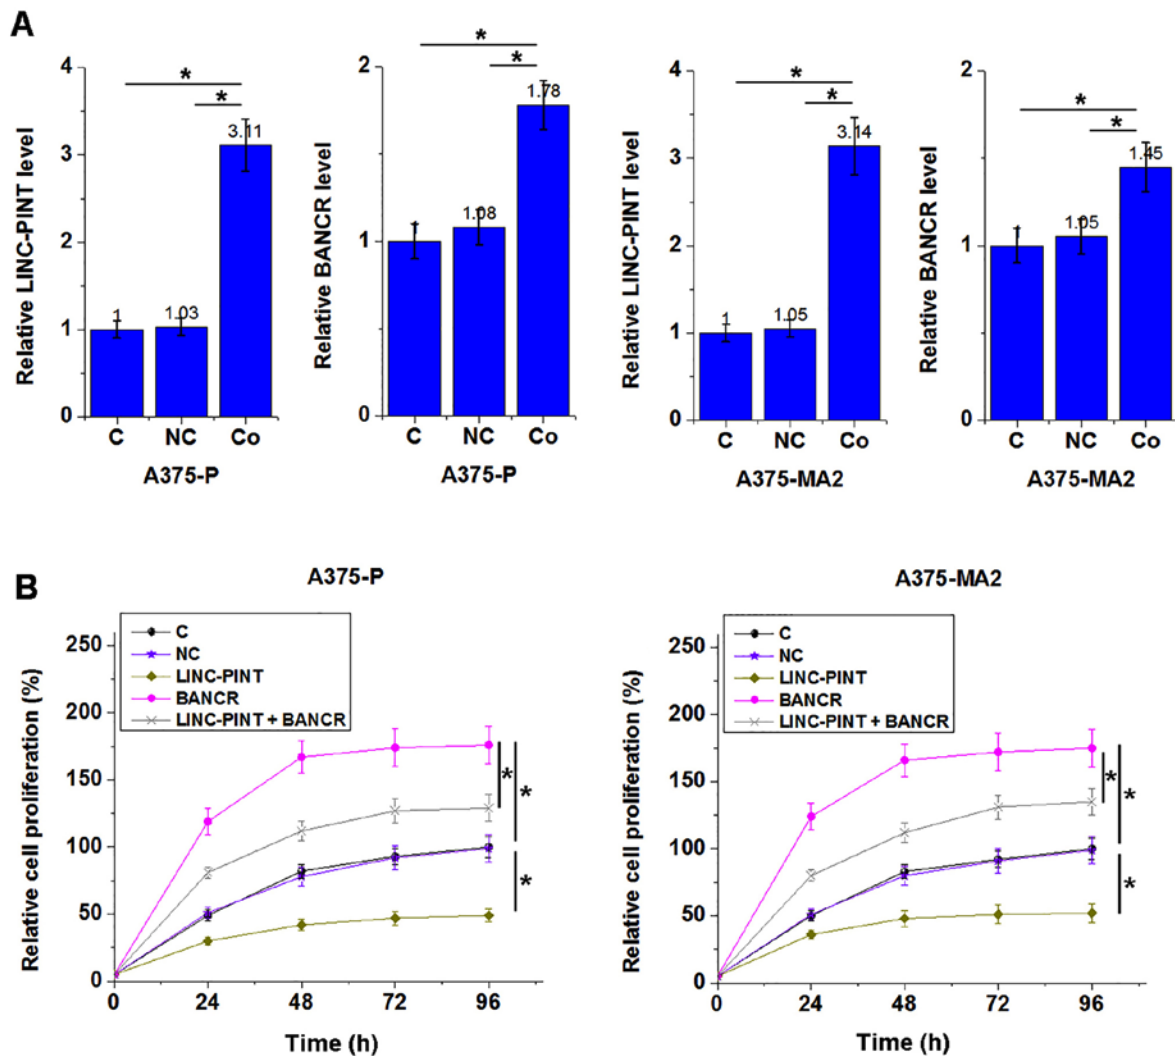 A
Relative LINC-PINT level
4
3
2
1
0
*
*
1
1.03
3.11
C NC Co
A375-P
Relative BANCR level
2
1
0
*
*
1
1.08
1.78
C NC Co
A375-P
Relative LINC-PINT level
4
3
2
1
0
*
*
1
1.05
3.14
C NC Co
A375-MA2
Relative BANCR level
2
1
0
*
*
1
1.05
1.45
C NC Co
A375-MA2
B
A375-P
Relative cell proliferation (%)
250
200
150
100
50
0
C
NC
LINC-PINT
BANCR
LINC-PINT + BANCR
*
*
*
0 24 48 72 96
Time (h)
A375-MA2
Relative cell proliferation (%)
250
200
150
100
50
0
C
NC
LINC-PINT
BANCR
LINC-PINT + BANCR
*
*
*
0 24 48 72 96
Time (h)